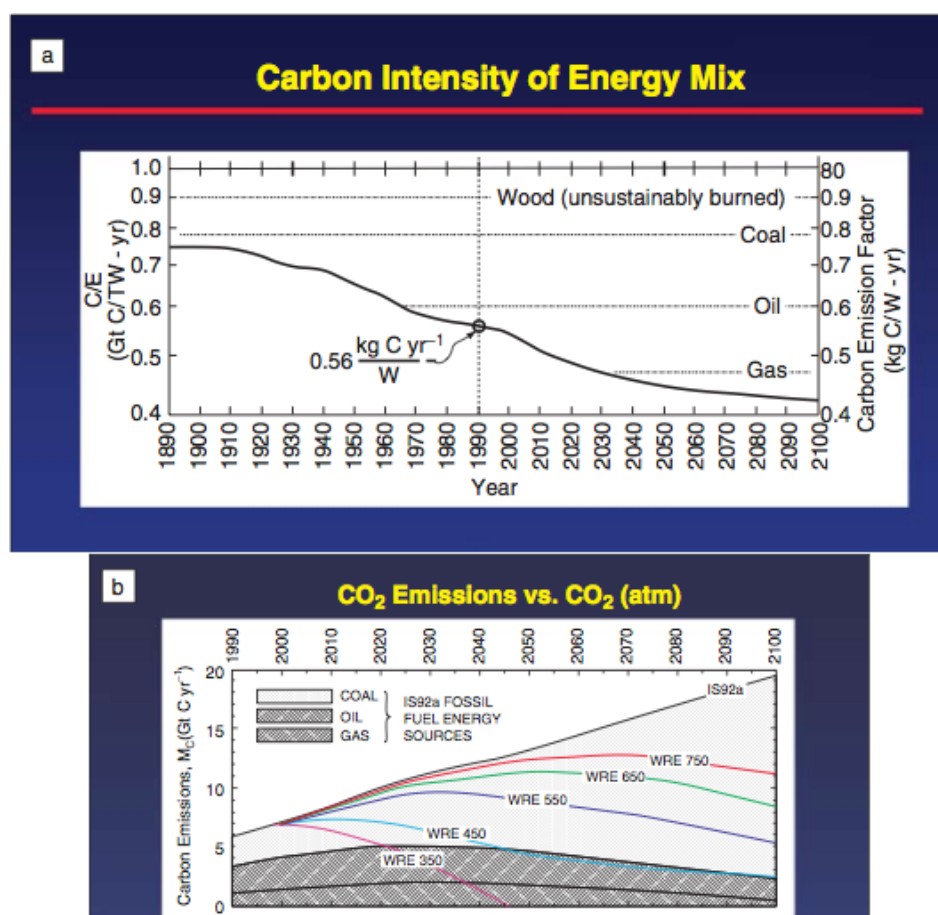 a
Carbon Intensity of Energy Mix
1.0
0.9
0.8
0.7
0.6
0.5
0.4
C/E
(Gt C/TW - yr)
Wood (unsustainably burned)
Coal
Oil
Gas
0.56 kg C yr⁻¹
W
80
0.9
0.8
0.7
0.6
0.5
0.4
Carbon Emission Factor
(kg C/W - yr)
1890 1900 1910 1920 1930 1940 1950 1960 1970 1980 1990 2000 2010 2020 2030 2040 2050 2060 2070 2080 2090 2100
Year
b
CO₂ Emissions vs. CO₂ (atm)
1990 2000 2010 2020 2030 2040 2050 2060 2070 2080 2090 2100
Carbon Emissions, M_C(Gt C yr⁻¹)
20
15
10
5
0
COAL
OIL
GAS
IS92a FOSSIL
FUEL ENERGY
SOURCES
IS92a
WRE 750
WRE 650
WRE 550
WRE 450
WRE 350